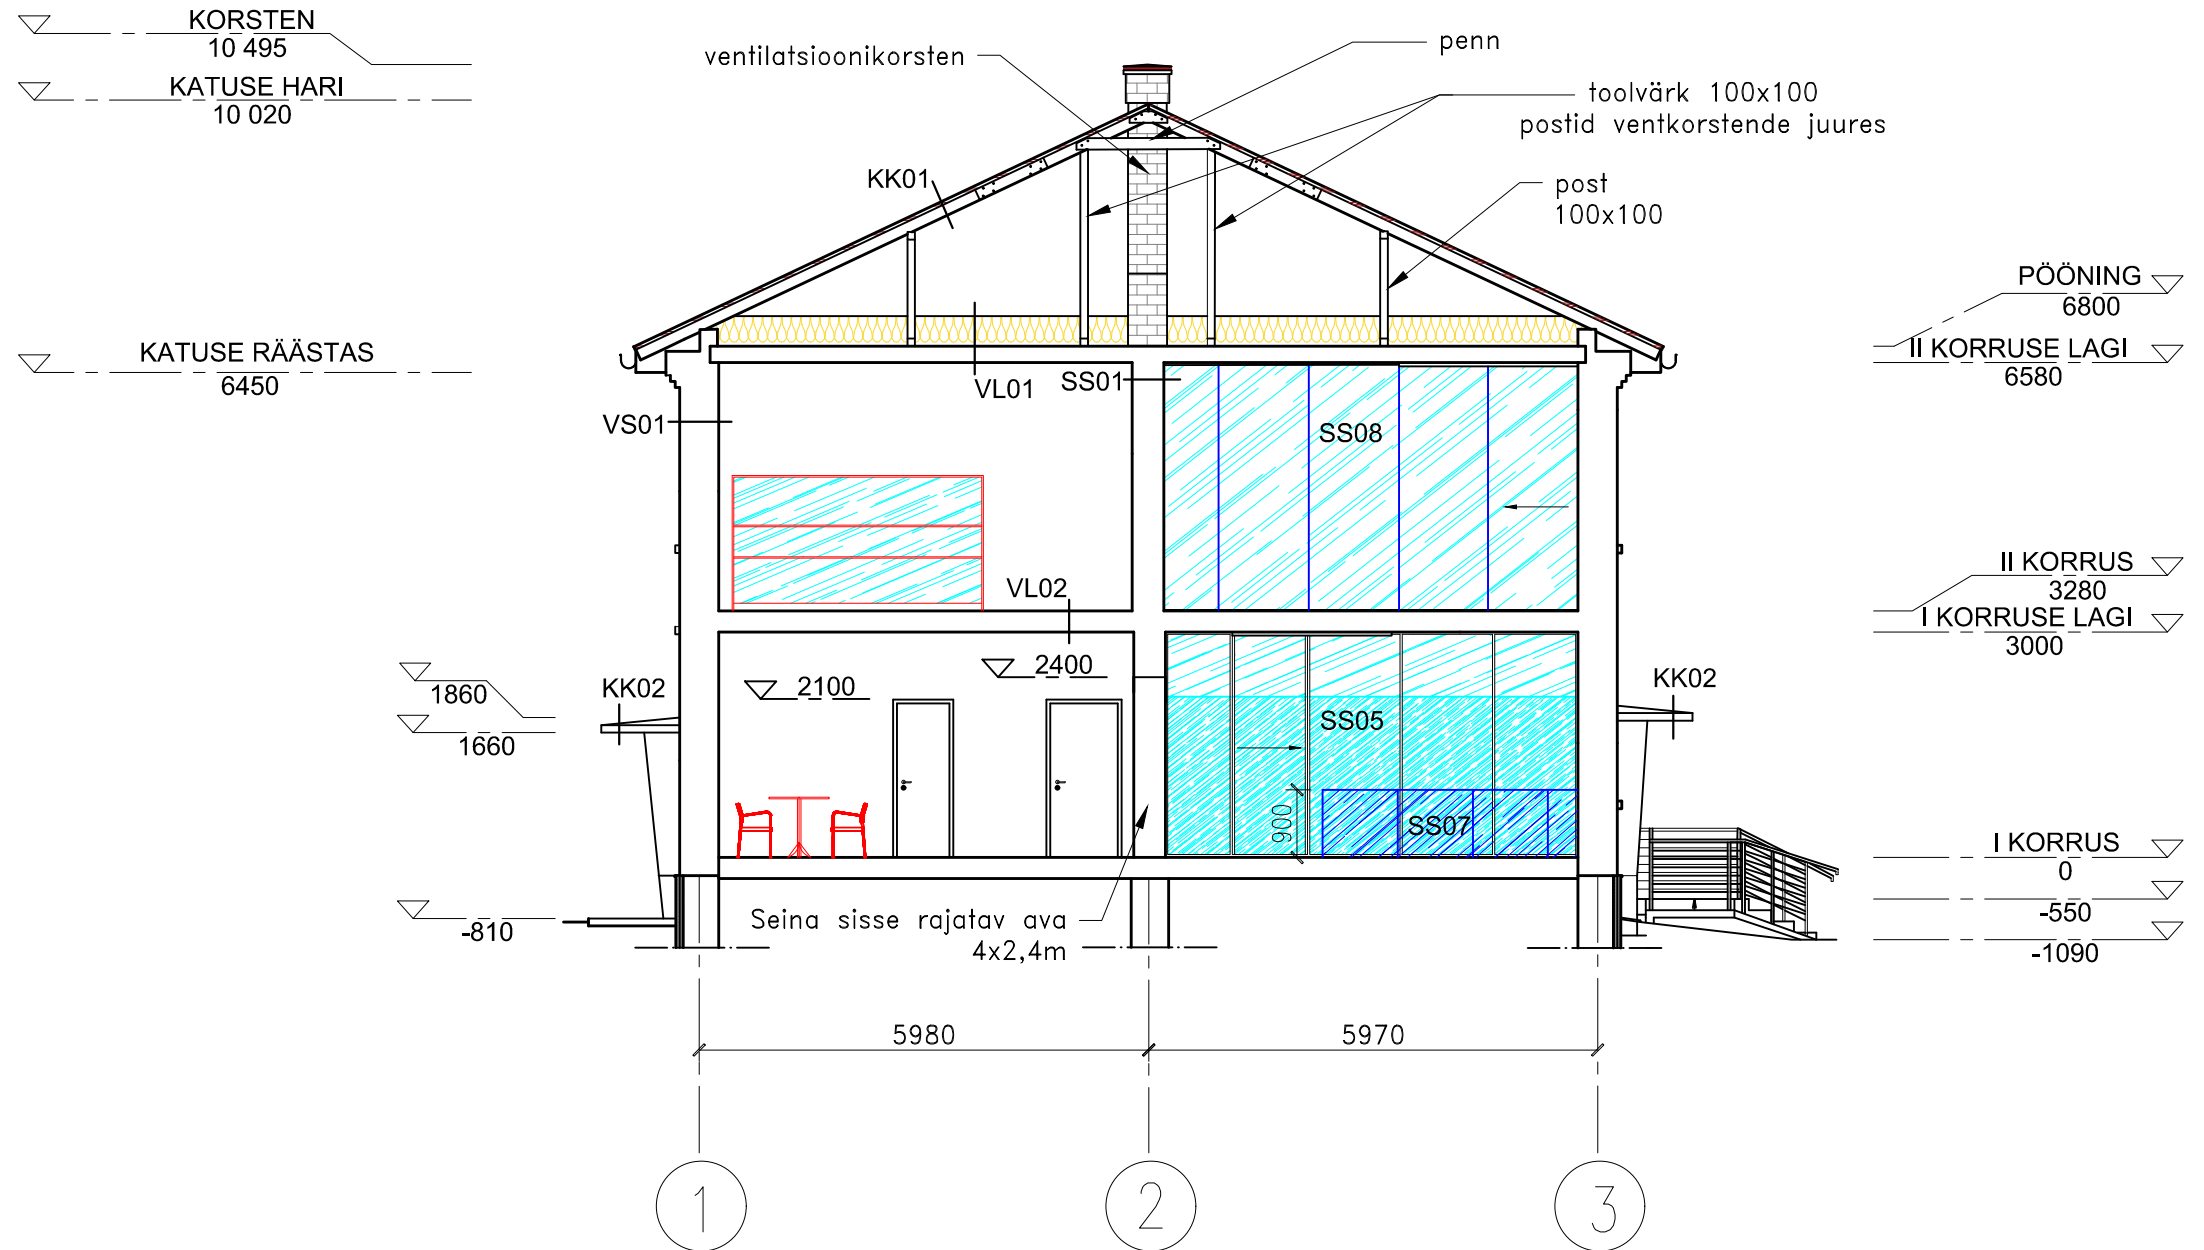 KORSTEN
10 495
KATUSE HARI
10 020
ventilatsioonikorsten
penn
toolvärk 100x100
postid ventkorstende juures
KK01
post
100x100
PÖÖNING
6800
KATUSE RÄÄSTAS
6450
II KORRUSE LAGI
6580
VL01
SS01
VS01
SS08
II KORRUS
3280
VL02
I KORRUSE LAGI
3000
2400
2100
1860
KK02
KK02
1660
SS05
900
SS07
I KORRUS
0
-550
-810
-1090
Seina sisse rajatav ava
4x2,4m
5980
5970
1
2
3